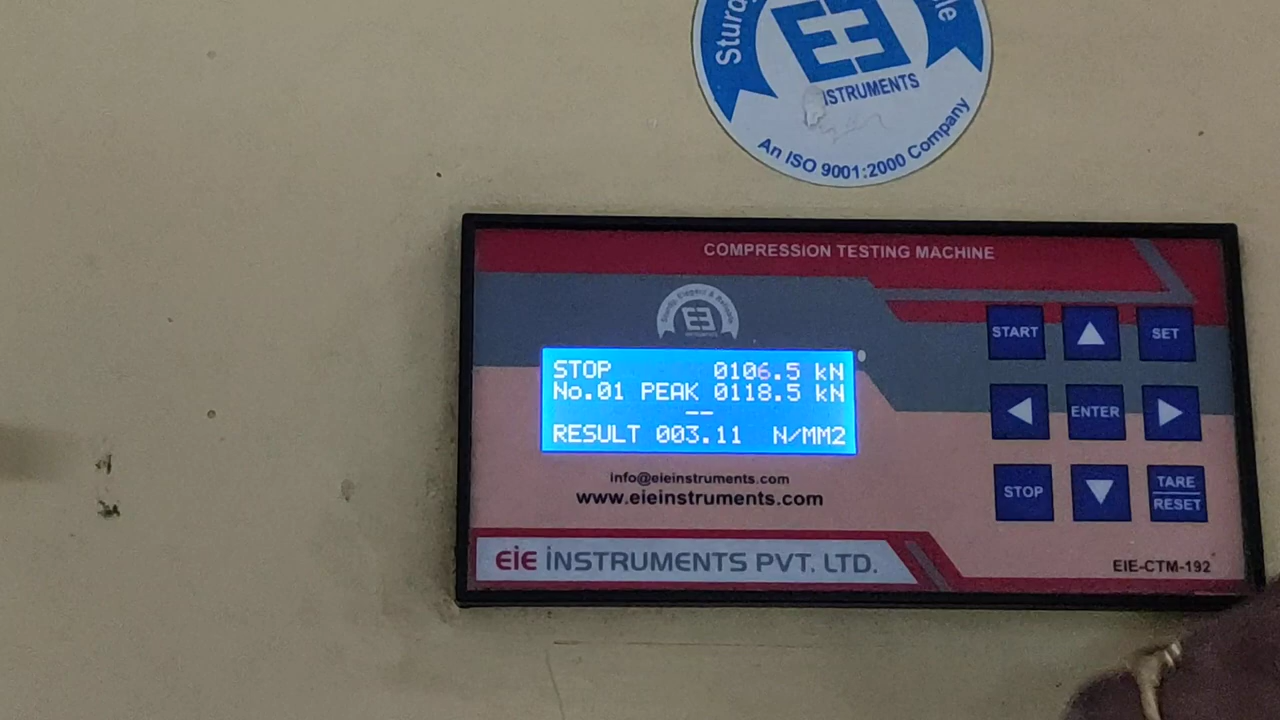 INSTRUMENTS
An ISO 9001:2000 Company
COMPRESSION TESTING MACHINE
START
SET
STOP 0106.5 kN
No.01 PEAK 0118.5 kN
--
RESULT 003.11 N/MM2
ENTER
STOP
TARE
RESET
info@eieinstruments.com
www.eieinstruments.com
EiE INSTRUMENTS PVT. LTD.
EIE-CTM-192